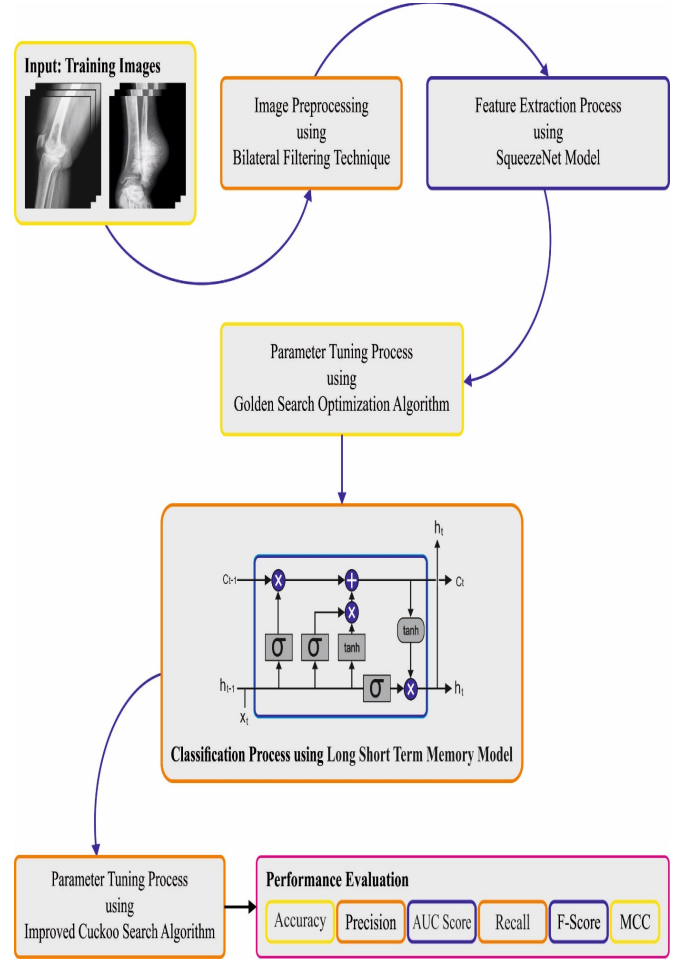 Input: Training Images
Image Preprocessing
using
Bilateral Filtering Technique
Feature Extraction Process
using
SqueezeNet Model
Parameter Tuning Process
using
Golden Search Optimization Algorithm
hₜ
Cₜ₋₁
×
+
Cₜ
×
σ
σ
tanh
tanh
hₜ₋₁
σ
×
hₜ
Xₜ
Classification Process using Long Short Term Memory Model
Parameter Tuning Process
using
Improved Cuckoo Search Algorithm
Performance Evaluation
Accuracy
Precision
AUC Score
Recall
F-Score
MCC